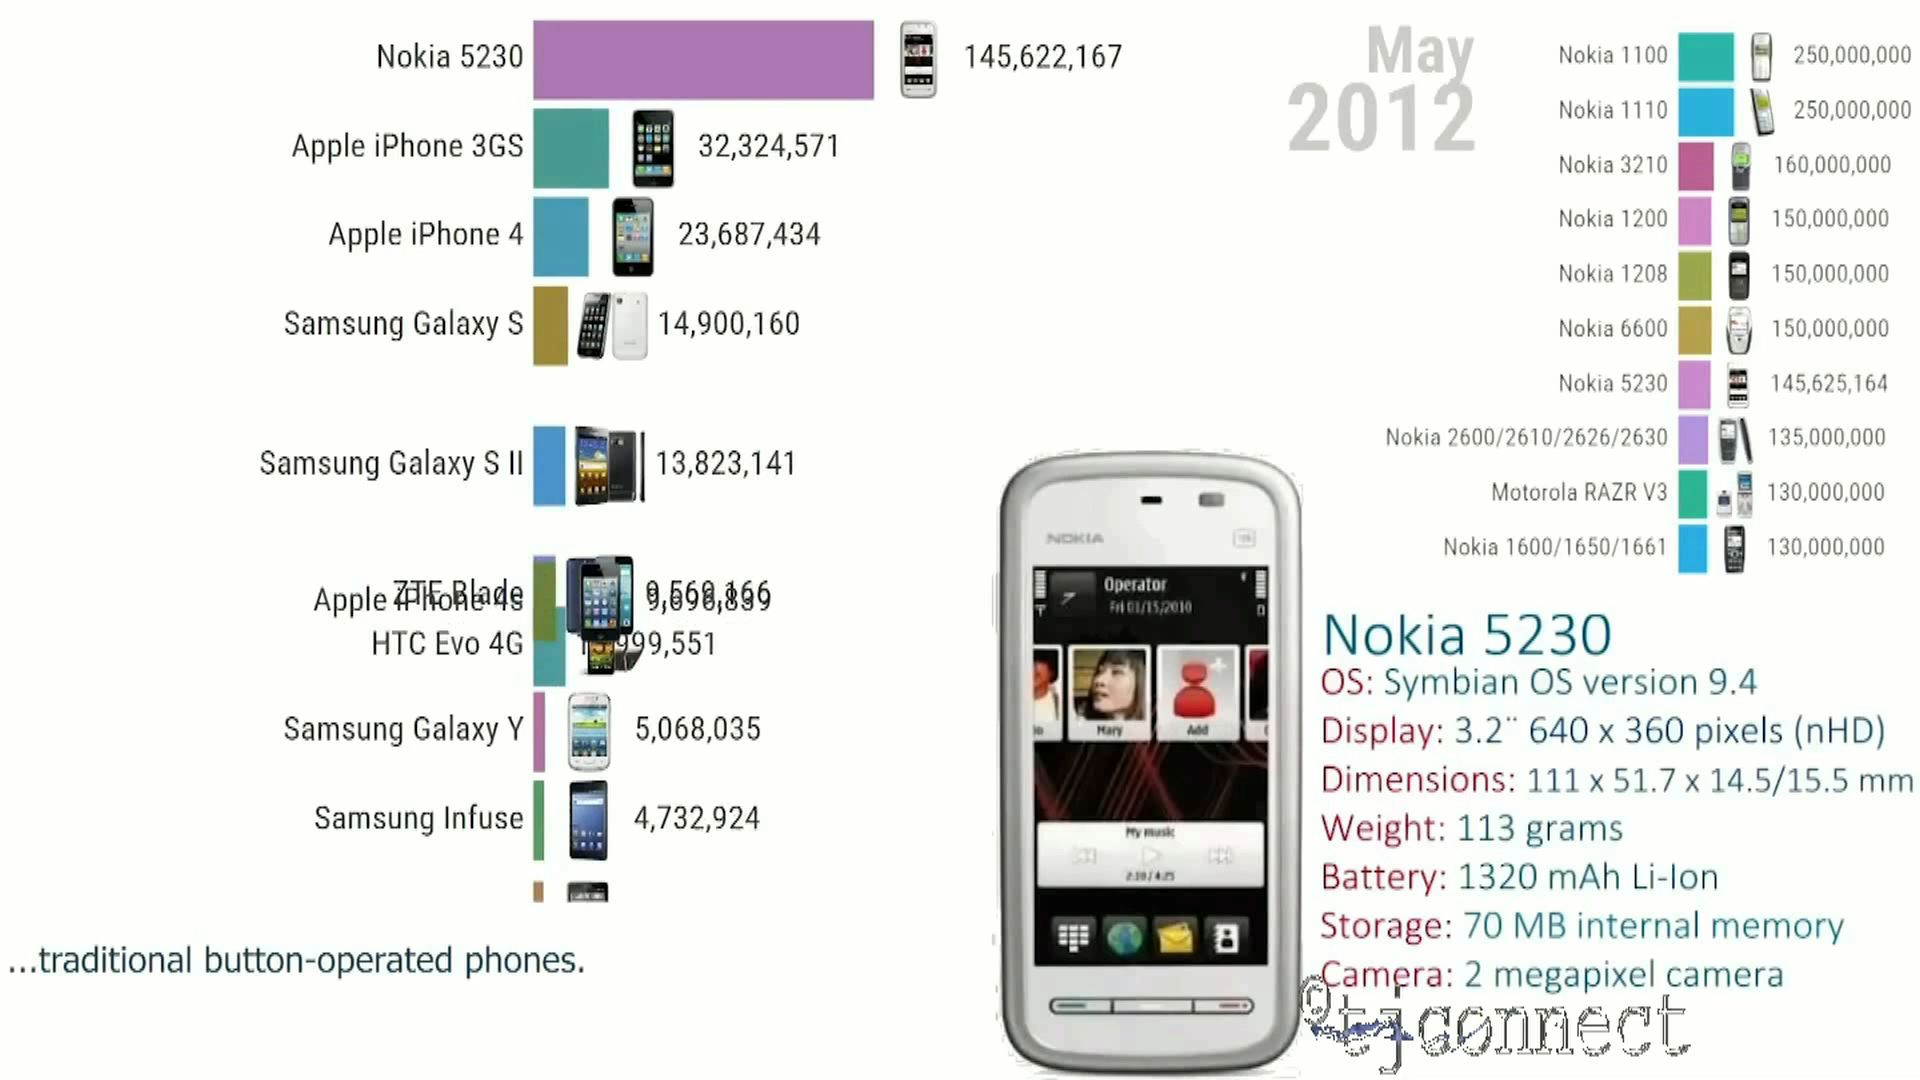 Nokia 5230 145,622,167
Apple iPhone 3GS 32,324,571
Apple iPhone 4 23,687,434
Samsung Galaxy S 14,900,160
Samsung Galaxy S II 13,823,141
ZTE Blade
Apple iPhone 4s
HTC Evo 4G
Samsung Galaxy Y 5,068,035
Samsung Infuse 4,732,924
...traditional button-operated phones.
May
2012
Nokia 1100 250,000,000
Nokia 1110 250,000,000
Nokia 3210 160,000,000
Nokia 1200 150,000,000
Nokia 1208 150,000,000
Nokia 6600 150,000,000
Nokia 5230 145,625,164
Nokia 2600/2610/2626/2630 135,000,000
Motorola RAZR V3 130,000,000
Nokia 1600/1650/1661 130,000,000
NOKIA
Operator
Fri 01/15/2010
Mary Add
My music
Nokia 5230
OS: Symbian OS version 9.4
Display: 3.2¨ 640 x 360 pixels (nHD)
Dimensions: 111 x 51.7 x 14.5/15.5 mm
Weight: 113 grams
Battery: 1320 mAh Li-Ion
Storage: 70 MB internal memory
Camera: 2 megapixel camera
©tjconnect